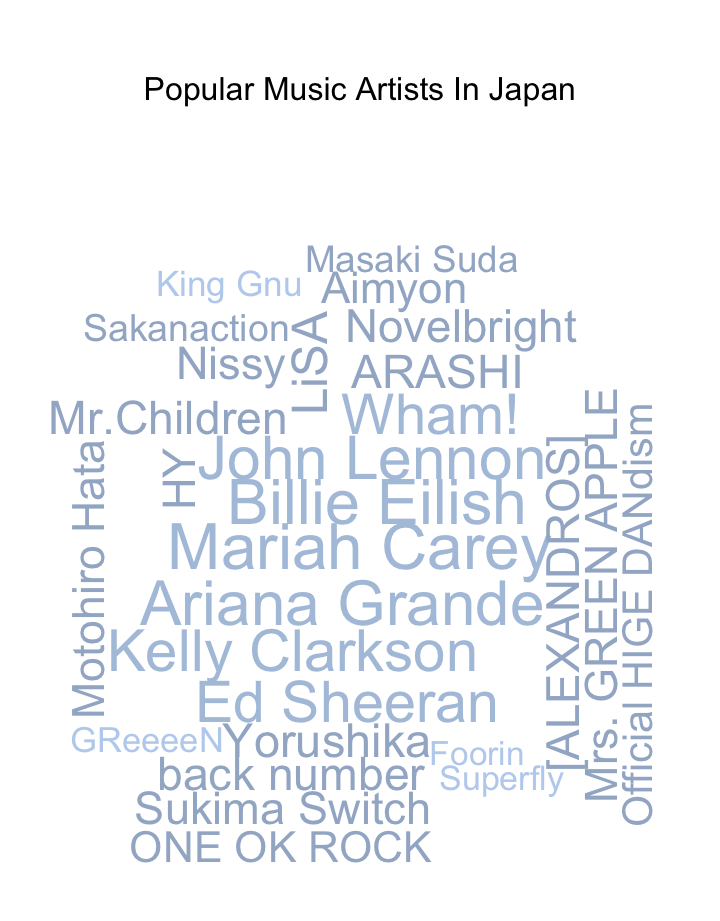 Popular Music Artists In Japan
Masaki Suda
King Gnu
Aimyon
Sakanaction
LiSA
Novelbright
Nissy
ARASHI
Mr.Children
Wham!
John Lennon
HY
Billie Eilish
Mariah Carey
Motohiro Hata
Ariana Grande
Kelly Clarkson
Ed Sheeran
[ALEXANDROS]
Mrs. GREEN APPLE
Official HIGE DANdism
GReeeeN
Yorushika
Foorin
back number
Superfly
Sukima Switch
ONE OK ROCK